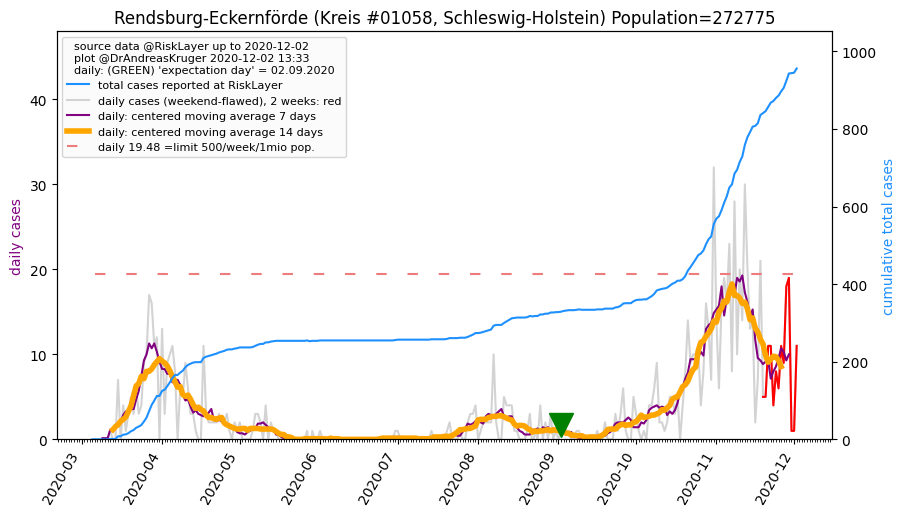 Rendsburg-Eckernförde (Kreis #01058, Schleswig-Holstein) Population=272775
source data @RiskLayer up to 2020-12-02
plot @DrAndreasKruger 2020-12-02 13:33
daily: (GREEN) 'expectation day' = 02.09.2020
total cases reported at RiskLayer
daily cases (weekend-flawed), 2 weeks: red
daily: centered moving average 7 days
daily: centered moving average 14 days
daily 19.48 =limit 500/week/1mio pop.
daily cases
40
30
20
10
0
1000
800
600
400
200
0
cumulative total cases
2020-03
2020-04
2020-05
2020-06
2020-07
2020-08
2020-09
2020-10
2020-11
2020-12